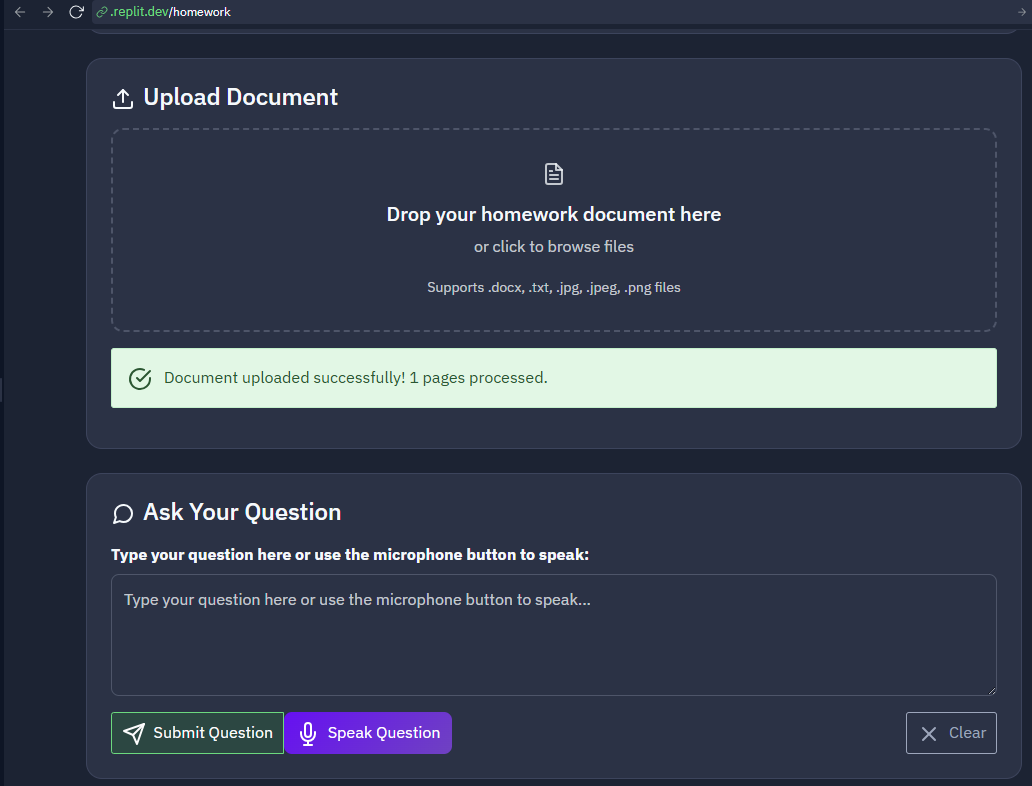 .replit.dev/homework
Upload Document
Drop your homework document here
or click to browse files
Supports .docx, .txt, .jpg, .jpeg, .png files
Document uploaded successfully! 1 pages processed.
Ask Your Question
Type your question here or use the microphone button to speak:
Type your question here or use the microphone button to speak...
Submit Question
Speak Question
Clear